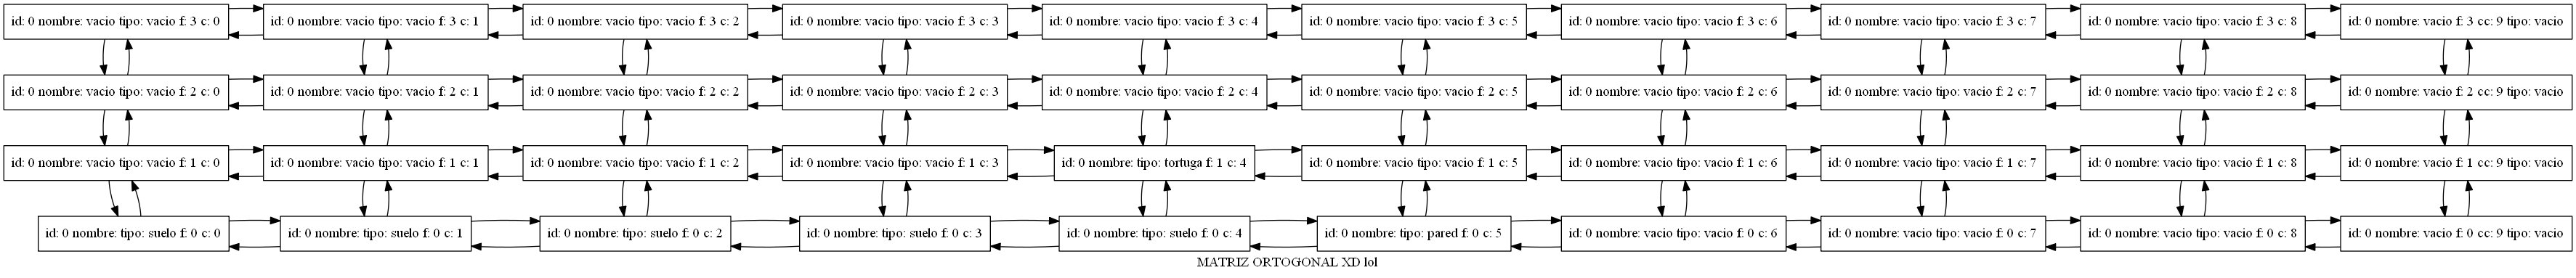 id: 0 nombre: vacio tipo: vacio f: 3 c: 0
id: 0 nombre: vacio tipo: vacio f: 3 c: 1
id: 0 nombre: vacio tipo: vacio f: 3 c: 2
id: 0 nombre: vacio tipo: vacio f: 3 c: 3
id: 0 nombre: vacio tipo: vacio f: 3 c: 4
id: 0 nombre: vacio tipo: vacio f: 3 c: 5
id: 0 nombre: vacio tipo: vacio f: 3 c: 6
id: 0 nombre: vacio tipo: vacio f: 3 c: 7
id: 0 nombre: vacio tipo: vacio f: 3 c: 8
id: 0 nombre: vacio f: 3 cc: 9 tipo: vacio
id: 0 nombre: vacio tipo: vacio f: 2 c: 0
id: 0 nombre: vacio tipo: vacio f: 2 c: 1
id: 0 nombre: vacio tipo: vacio f: 2 c: 2
id: 0 nombre: vacio tipo: vacio f: 2 c: 3
id: 0 nombre: vacio tipo: vacio f: 2 c: 4
id: 0 nombre: vacio tipo: vacio f: 2 c: 5
id: 0 nombre: vacio tipo: vacio f: 2 c: 6
id: 0 nombre: vacio tipo: vacio f: 2 c: 7
id: 0 nombre: vacio tipo: vacio f: 2 c: 8
id: 0 nombre: vacio f: 2 cc: 9 tipo: vacio
id: 0 nombre: vacio tipo: vacio f: 1 c: 0
id: 0 nombre: vacio tipo: vacio f: 1 c: 1
id: 0 nombre: vacio tipo: vacio f: 1 c: 2
id: 0 nombre: vacio tipo: vacio f: 1 c: 3
id: 0 nombre: tipo: tortuga f: 1 c: 4
id: 0 nombre: vacio tipo: vacio f: 1 c: 5
id: 0 nombre: vacio tipo: vacio f: 1 c: 6
id: 0 nombre: vacio tipo: vacio f: 1 c: 7
id: 0 nombre: vacio tipo: vacio f: 1 c: 8
id: 0 nombre: vacio f: 1 cc: 9 tipo: vacio
id: 0 nombre: tipo: suelo f: 0 c: 0
id: 0 nombre: tipo: suelo f: 0 c: 1
id: 0 nombre: tipo: suelo f: 0 c: 2
id: 0 nombre: tipo: suelo f: 0 c: 3
id: 0 nombre: tipo: suelo f: 0 c: 4
id: 0 nombre: tipo: pared f: 0 c: 5
id: 0 nombre: vacio tipo: vacio f: 0 c: 6
id: 0 nombre: vacio tipo: vacio f: 0 c: 7
id: 0 nombre: vacio tipo: vacio f: 0 c: 8
id: 0 nombre: vacio f: 0 cc: 9 tipo: vacio
MATRIZ ORTOGONAL XD lol